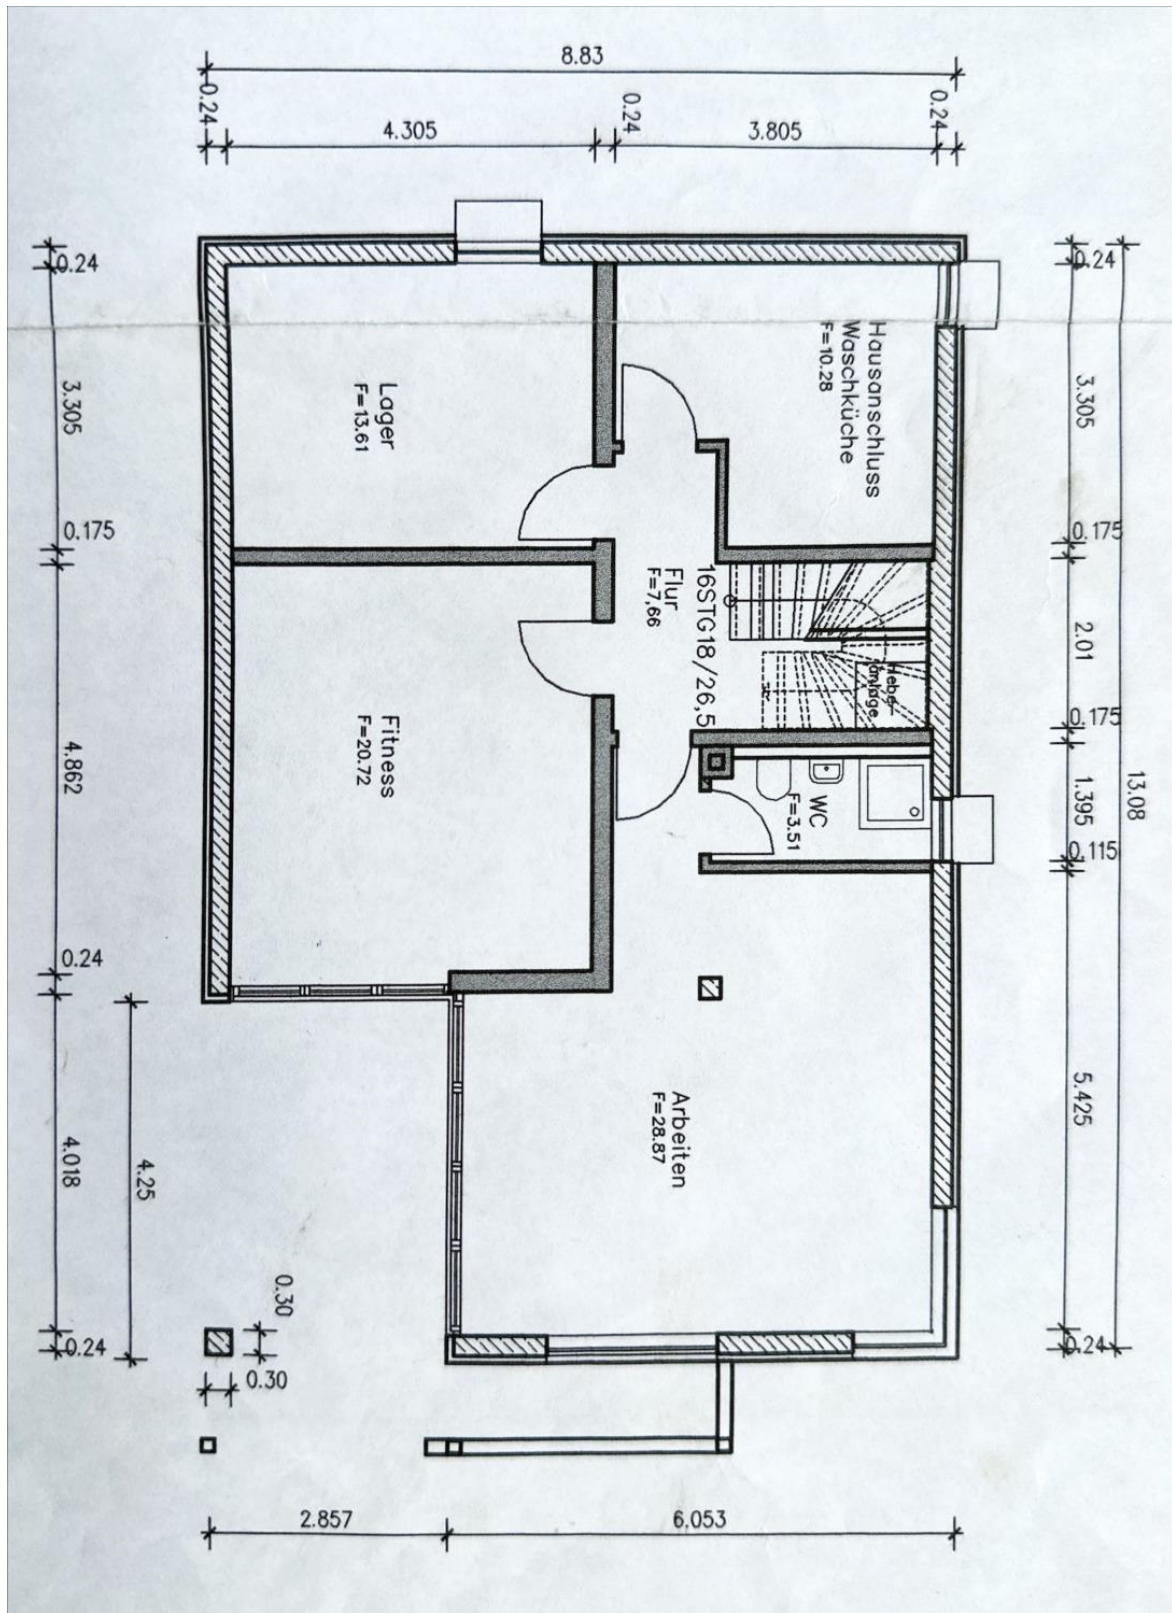 8.83
0.24
4.305
0.24
3.805
0.24
0.24
3.305
0.175
4.862
0.24
4.018
0.24
4.25
0.30
0.30
0.24
3.305
0.175
2.01
0.175
1.395
0.115
5.425
0.24
13.08
Hausanschluss
Waschküche
F=10.28
Lager
F=13.61
16STG18/26,5
Flur
F=7,66
Hebe-
anlage
WC
F=3.51
Fitness
F=20.72
Arbeiten
F=28.87
2.857
6.053